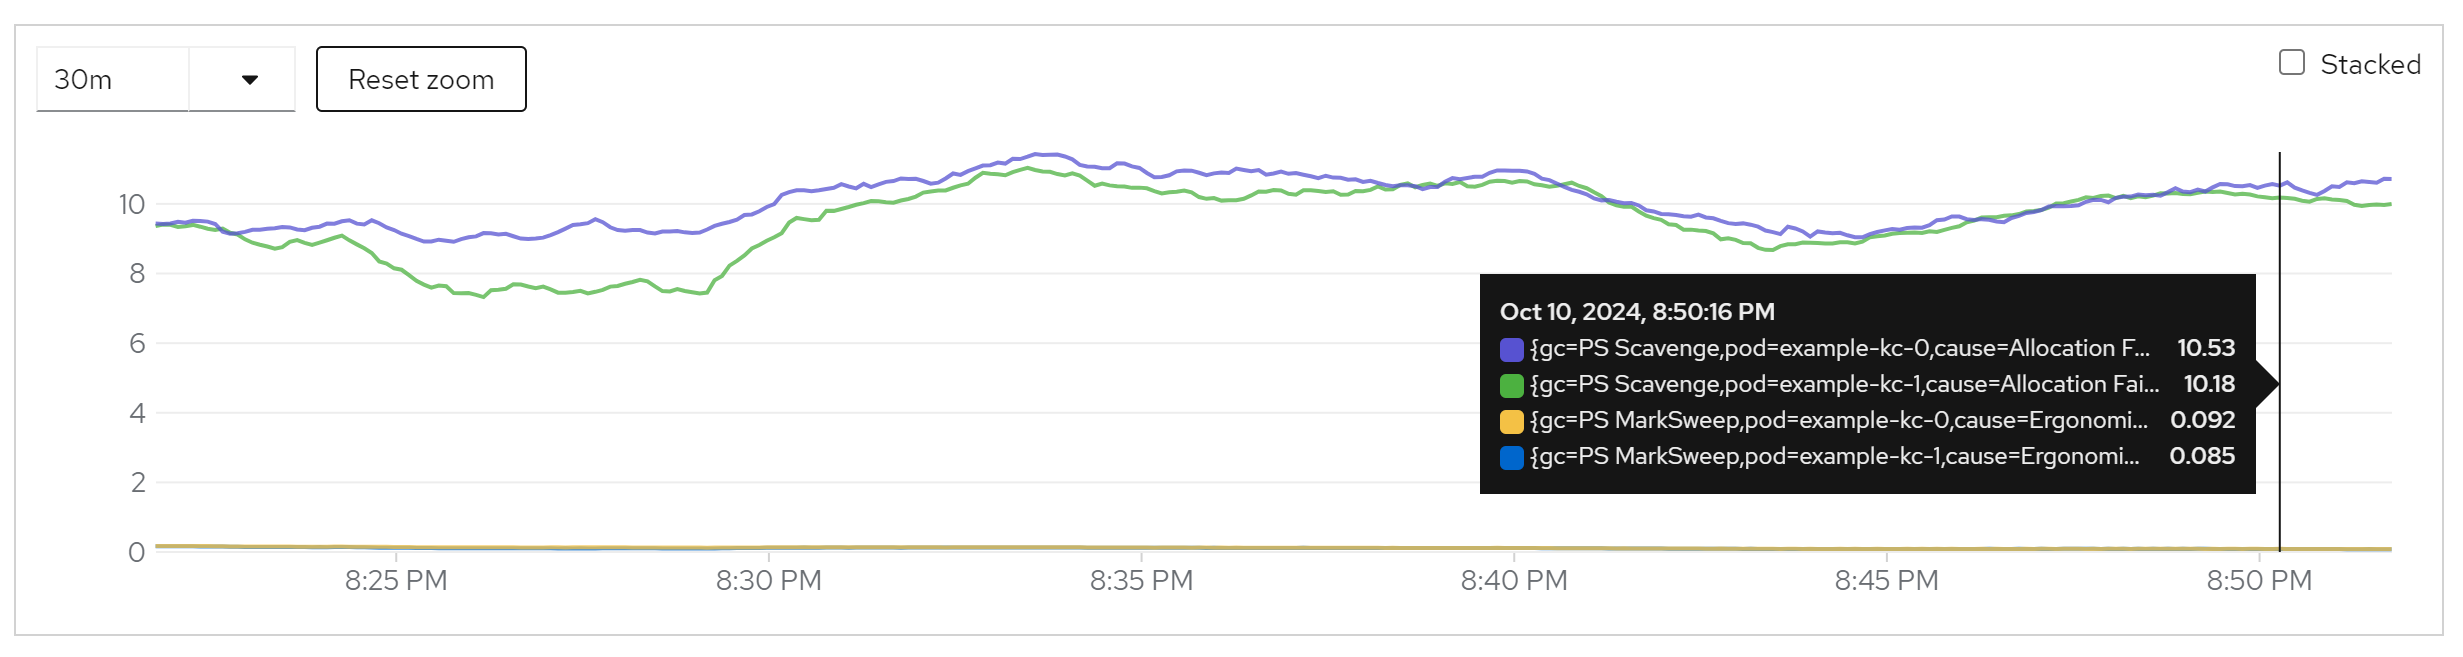 30m
Reset zoom
Stacked
10
8
6
4
2
0
Oct 10, 2024, 8:50:16 PM
{gc=PS Scavenge,pod=example-kc-0,cause=Allocation F... 10.53
{gc=PS Scavenge,pod=example-kc-1,cause=Allocation Fai... 10.18
{gc=PS MarkSweep,pod=example-kc-0,cause=Ergonomi... 0.092
{gc=PS MarkSweep,pod=example-kc-1,cause=Ergonomi... 0.085
8:25 PM 8:30 PM 8:35 PM 8:40 PM 8:45 PM 8:50 PM